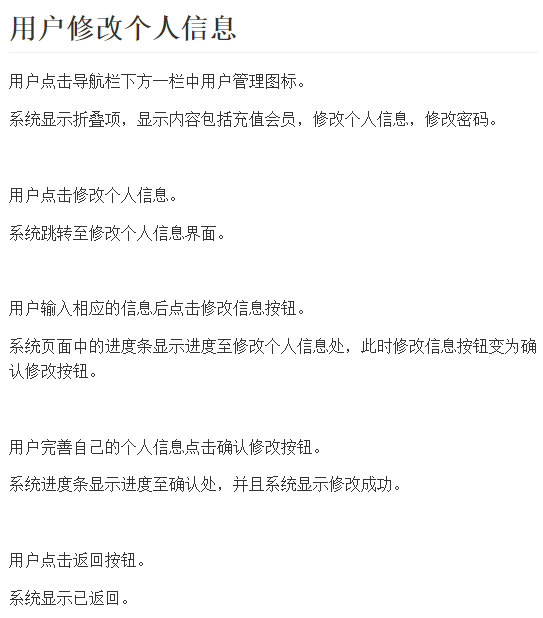 用户修改个人信息
用户点击导航栏下方一栏中用户管理图标。
系统显示折叠项，显示内容包括充值会员，修改个人信息，修改密码。
用户点击修改个人信息。
系统跳转至修改个人信息界面。
用户输入相应的信息后点击修改信息按钮。
系统页面中的进度条显示进度至修改个人信息处，此时修改信息按钮变为确
认修改按钮。
用户完善自己的个人信息点击确认修改按钮。
系统进度条显示进度至确认处，并且系统显示修改成功。
用户点击返回按钮。
系统显示已返回。